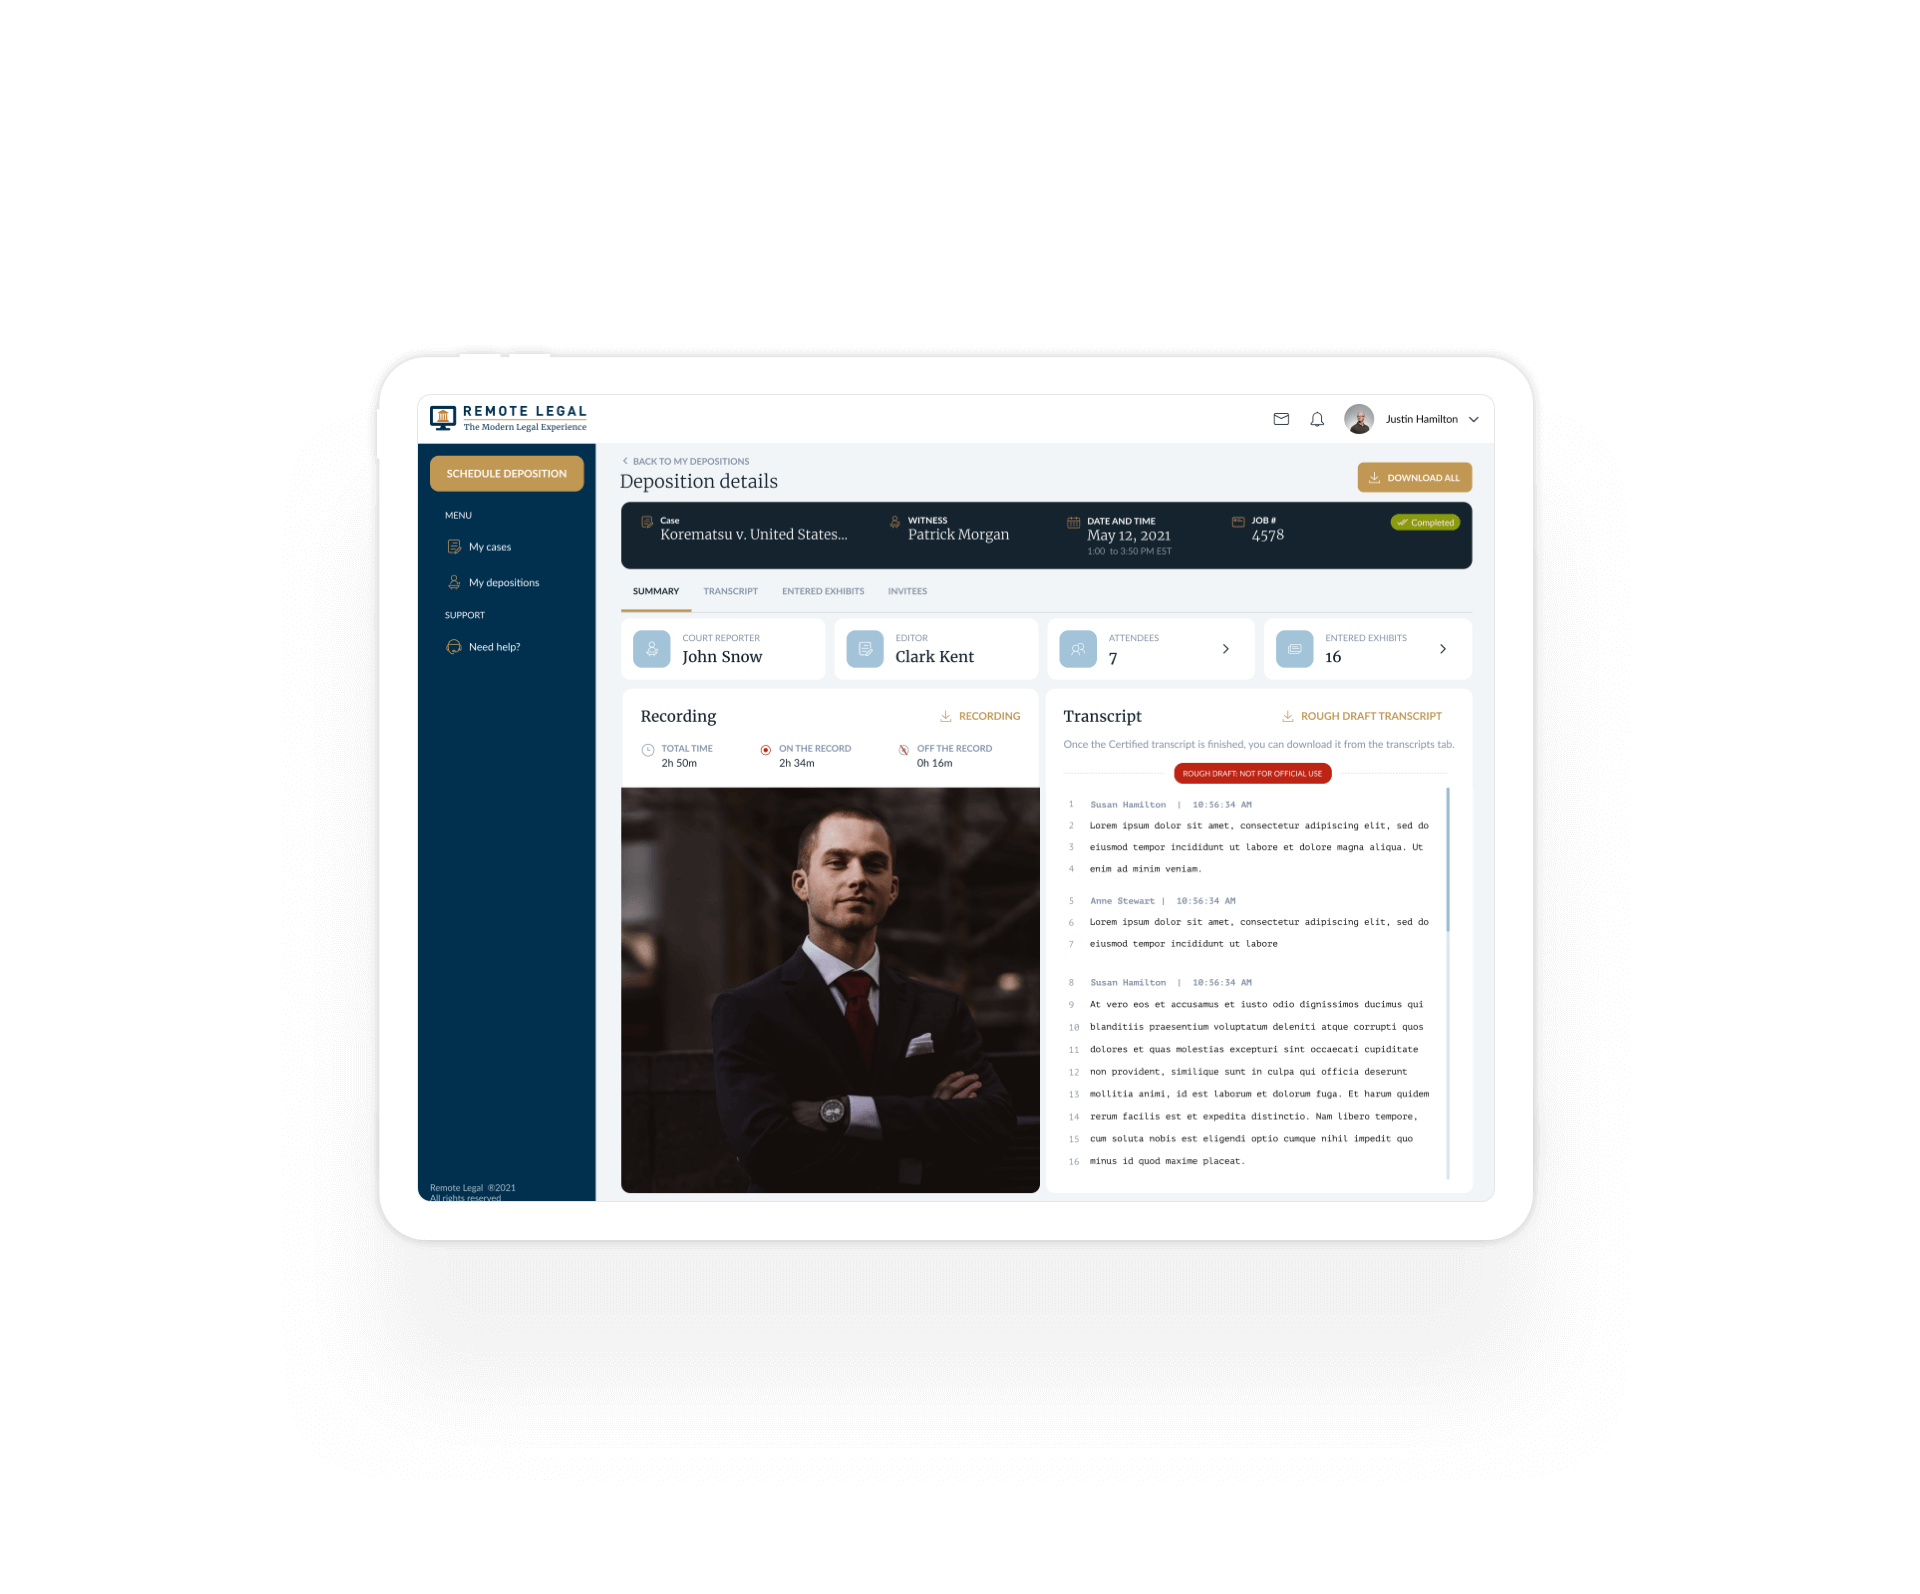 REMOTE LEGAL
The Modern Legal Experience
Justin Hamilton
SCHEDULE DEPOSITION
MENU
My cases
My depositions
SUPPORT
Need help?
Remote Legal ®2021
All rights reserved
BACK TO MY DEPOSITIONS
Deposition details
DOWNLOAD ALL
Case
Korematsu v. United States...
WITNESS
Patrick Morgan
DATE AND TIME
May 12, 2021
1:00 to 3:50 PM EST
JOB #
4578
Completed
SUMMARY
TRANSCRIPT
ENTERED EXHIBITS
INVITEES
COURT REPORTER
John Snow
EDITOR
Clark Kent
ATTENDEES
7
ENTERED EXHIBITS
16
Recording
RECORDING
TOTAL TIME
2h 50m
ON THE RECORD
2h 34m
OFF THE RECORD
0h 16m
Transcript
ROUGH DRAFT TRANSCRIPT
Once the Certified transcript is finished, you can download it from the transcripts tab.
ROUGH DRAFT: NOT FOR OFFICIAL USE
1 Susan Hamilton | 10:56:34 AM
2 Lorem ipsum dolor sit amet, consectetur adipiscing elit, sed do
3 eiusmod tempor incididunt ut labore et dolore magna aliqua. Ut
4 enim ad minim veniam.
5 Anne Stewart | 10:56:34 AM
6 Lorem ipsum dolor sit amet, consectetur adipiscing elit, sed do
7 eiusmod tempor incididunt ut labore
8 Susan Hamilton | 10:56:34 AM
9 At vero eos et accusamus et iusto odio dignissimos ducimus qui
10 blanditiis praesentium voluptatum deleniti atque corrupti quos
11 dolores et quas molestias excepturi sint occaecati cupiditate
12 non provident, similique sunt in culpa qui officia deserunt
13 mollitia animi, id est laborum et dolorum fuga. Et harum quidem
14 rerum facilis est et expedita distinctio. Nam libero tempore,
15 cum soluta nobis est eligendi optio cumque nihil impedit quo
16 minus id quod maxime placeat.